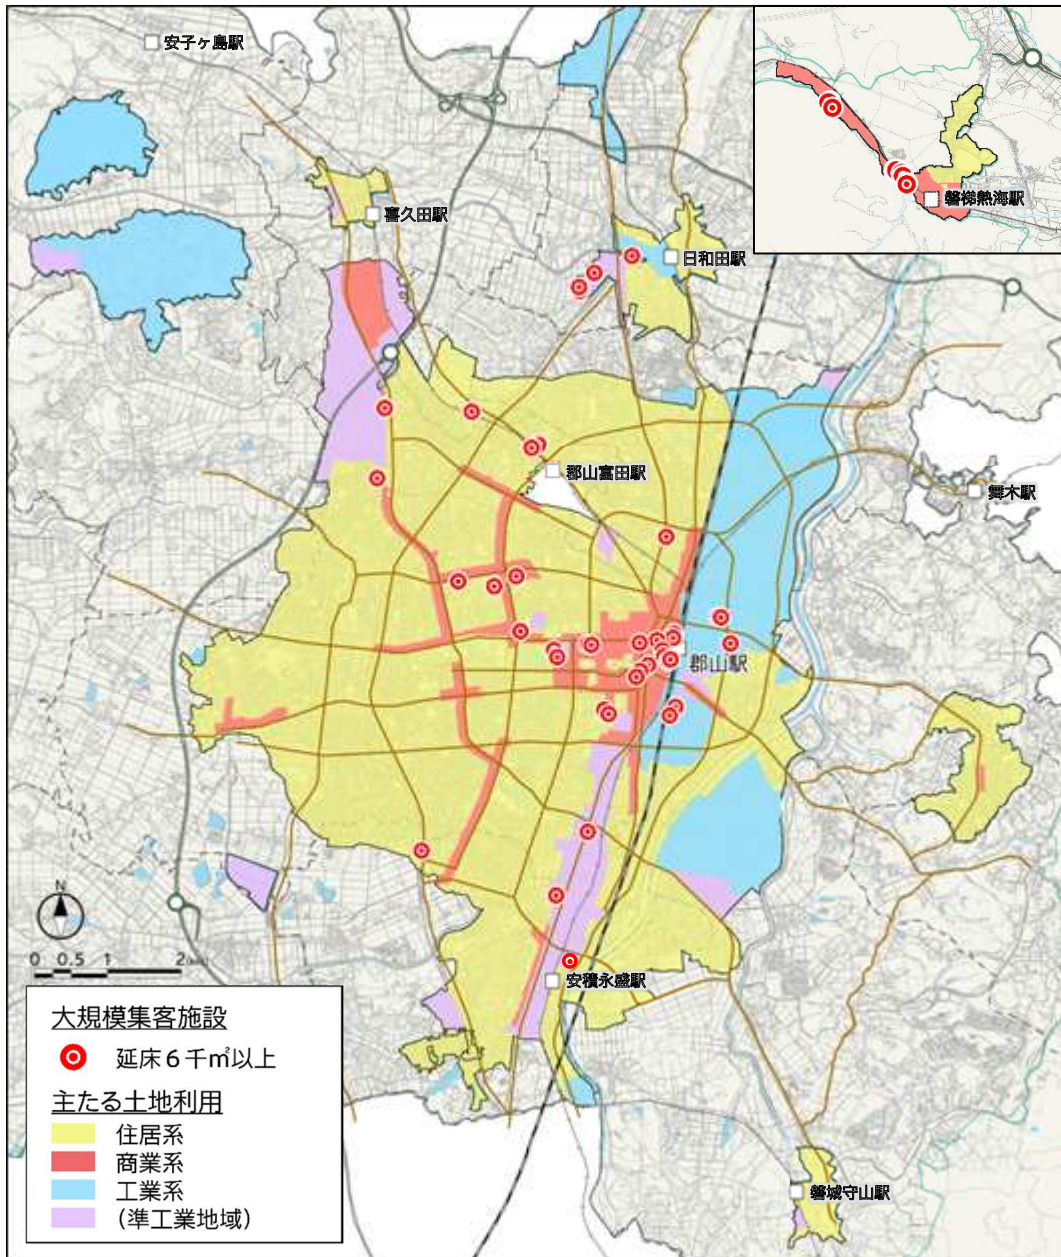 安子ヶ島駅
磐梯熱海駅
喜久田駅
日和田駅
郡山富田駅
舞木駅
郡山駅
安積永盛駅
磐城守山駅
N
0 0.5 1 2(km)
大規模集客施設
延床6千㎡以上
主たる土地利用
住居系
商業系
工業系
(準工業地域)